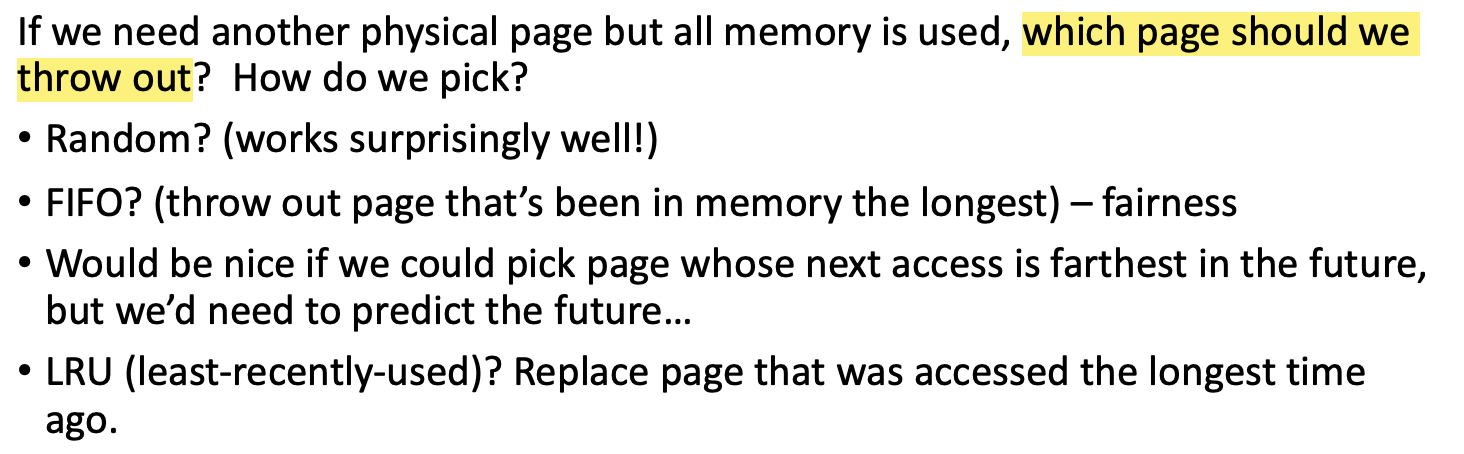 If we need another physical page but all memory is used, which page should we
throw out?  How do we pick?
• Random? (works surprisingly well!)
• FIFO? (throw out page that’s been in memory the longest) – fairness
• Would be nice if we could pick page whose next access is farthest in the future,
but we’d need to predict the future…
• LRU (least-recently-used)? Replace page that was accessed the longest time
ago.